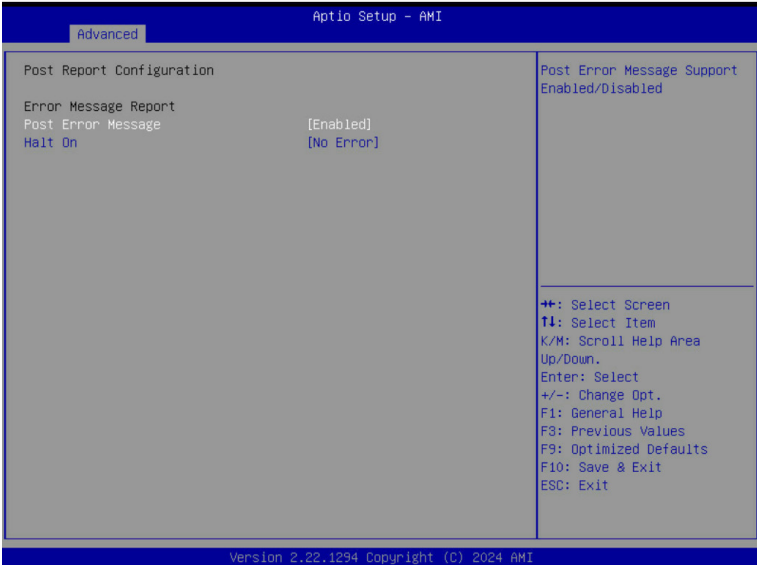 Aptio Setup - AMI
Advanced
Post Report Configuration
Error Message Report
Post Error Message [Enabled]
Halt On [No Error]
Post Error Message Support
Enabled/Disabled
→←: Select Screen
↑↓: Select Item
K/M: Scroll Help Area
Up/Down.
Enter: Select
+/-: Change Opt.
F1: General Help
F3: Previous Values
F9: Optimized Defaults
F10: Save & Exit
ESC: Exit
Version 2.22.1294 Copyright (C) 2024 AMI